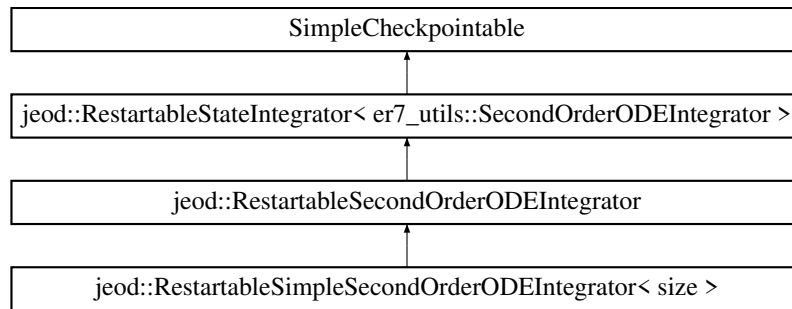 SimpleCheckpointable
jeod::RestartableStateIntegrator< er7_utils::SecondOrderODEIntegrator >
jeod::RestartableSecondOrderODEIntegrator
jeod::RestartableSimpleSecondOrderODEIntegrator< size >